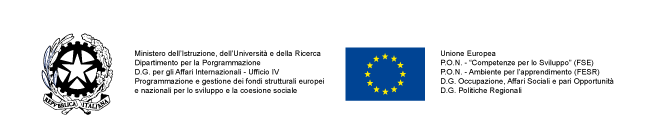 Ministero dell'Istruzione, dell'Università e della Ricerca
Dipartimento per la Porgrammazione
D.G. per gli Affari Internazionali - Ufficio IV
Programmazione e gestione dei fondi strutturali europei
e nazionali per lo sviluppo e la coesione sociale
REPVBBLICA ITALIANA
Unione Europea
P.O.N. - "Competenze per lo Sviluppo" (FSE)
P.O.N. - Ambiente per l'apprendimento (FESR)
D.G. Occupazione, Affari Sociali e pari Opportunità
D.G. Politiche Regionali